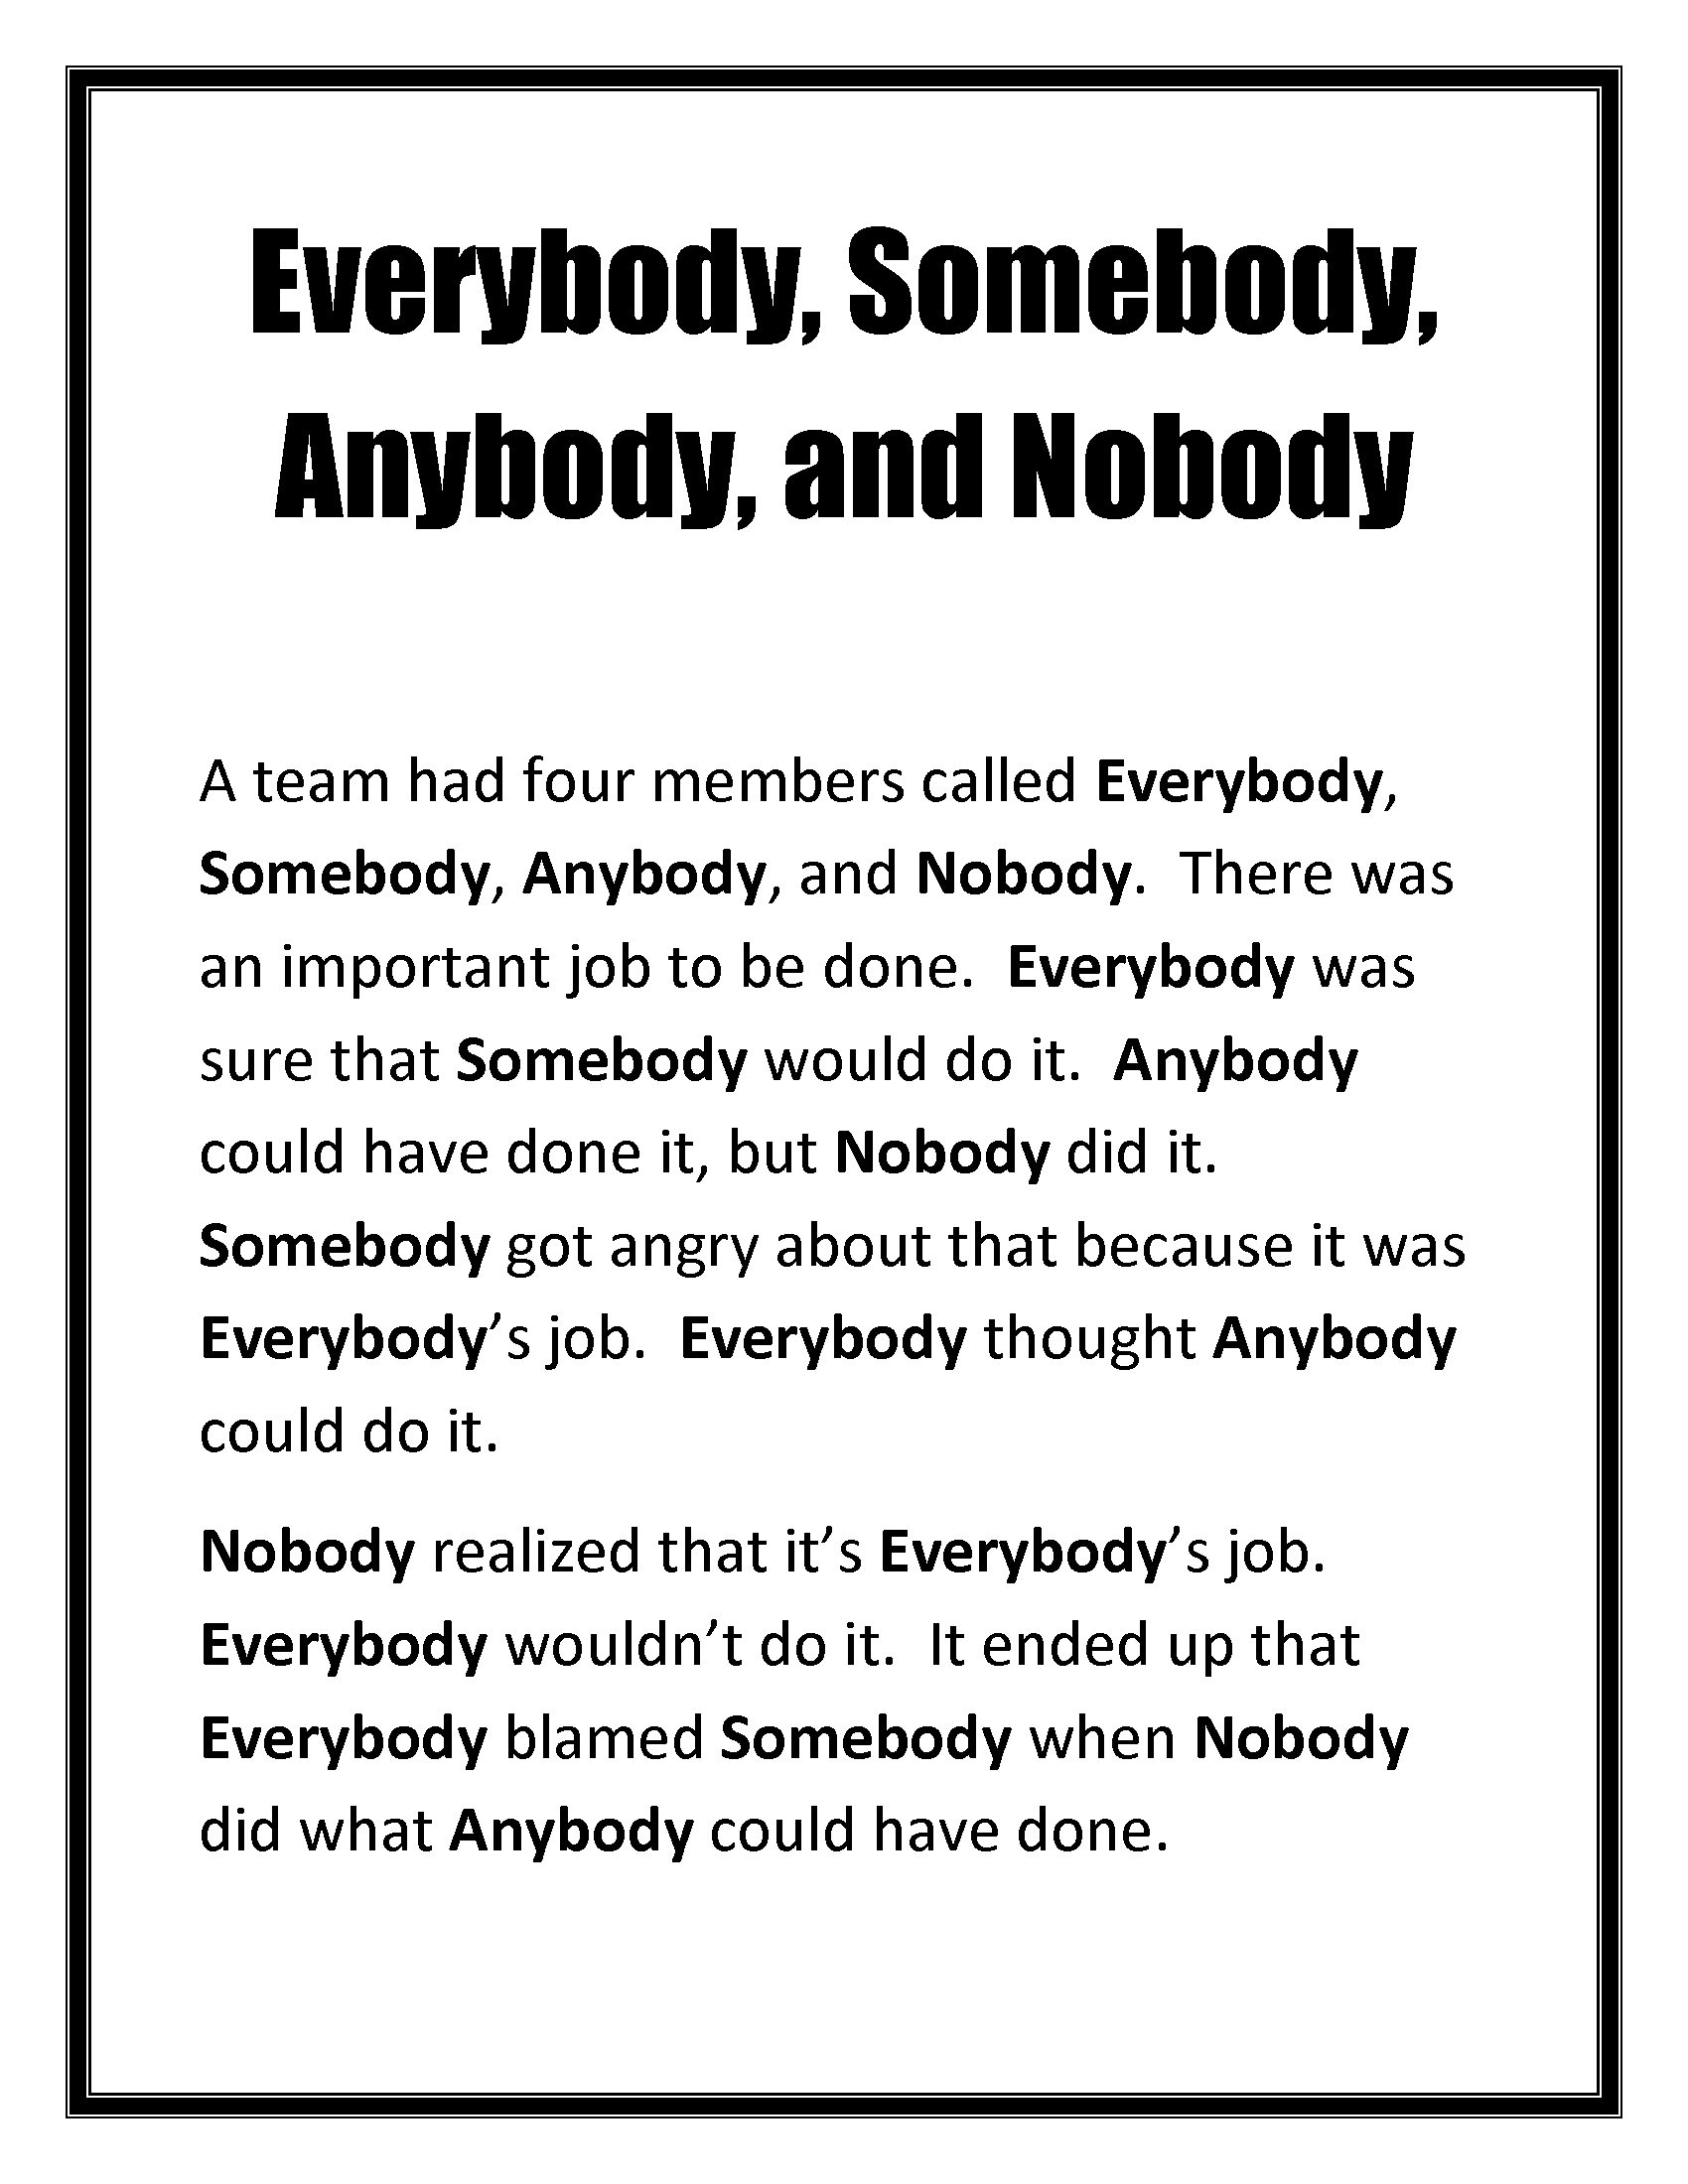 Everybody, Somebody,
Anybody, and Nobody
A team had four members called Everybody,
Somebody, Anybody, and Nobody.  There was
an important job to be done.  Everybody was
sure that Somebody would do it.  Anybody
could have done it, but Nobody did it.
Somebody got angry about that because it was
Everybody’s job.  Everybody thought Anybody
could do it.
Nobody realized that it’s Everybody’s job.
Everybody wouldn’t do it.  It ended up that
Everybody blamed Somebody when Nobody
did what Anybody could have done.